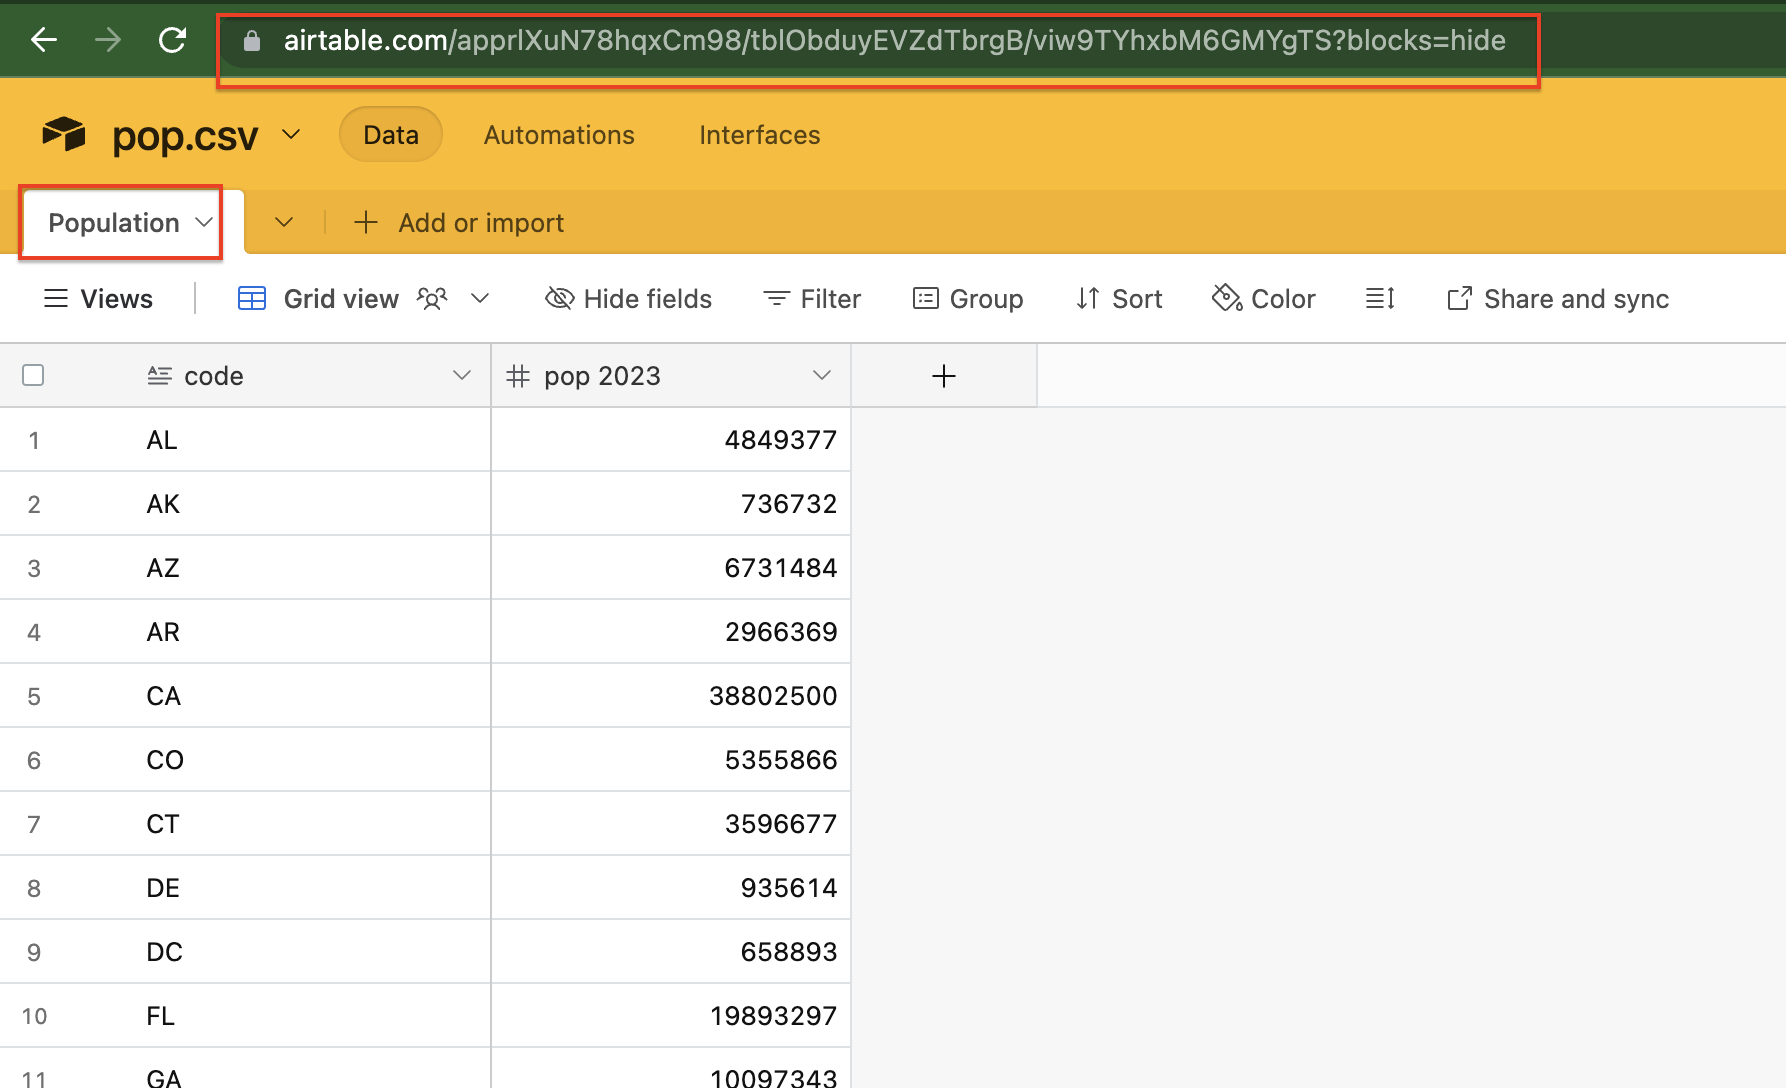 airtable.com/apprlXuN78hqxCm98/tblObduyEVZdTbrgB/viw9TYhxbM6GMYgTS?blocks=hide
pop.csv Data Automations Interfaces
Population Add or import
Views Grid view Hide fields Filter Group Sort Color Share and sync
code pop 2023
1 AL 4849377
2 AK 736732
3 AZ 6731484
4 AR 2966369
5 CA 38802500
6 CO 5355866
7 CT 3596677
8 DE 935614
9 DC 658893
10 FL 19893297
11 GA 10097343